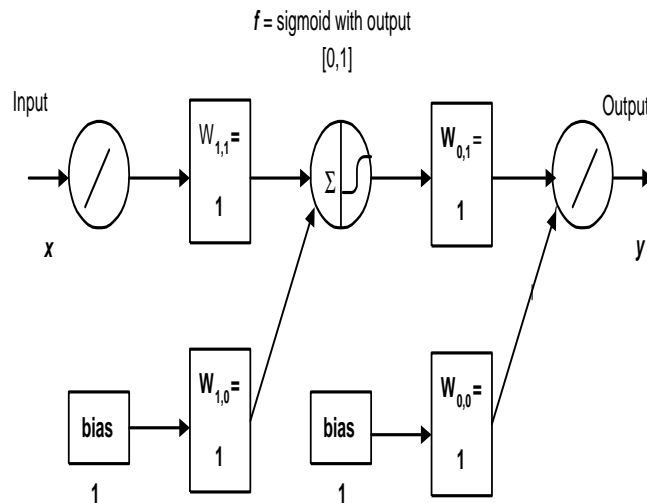 f = sigmoid with output
[0,1]
Input
Output
W1,1=
1
Σ
W0,1=
1
x
y
bias
1
W1,0=
1
bias
1
W0,0=
1